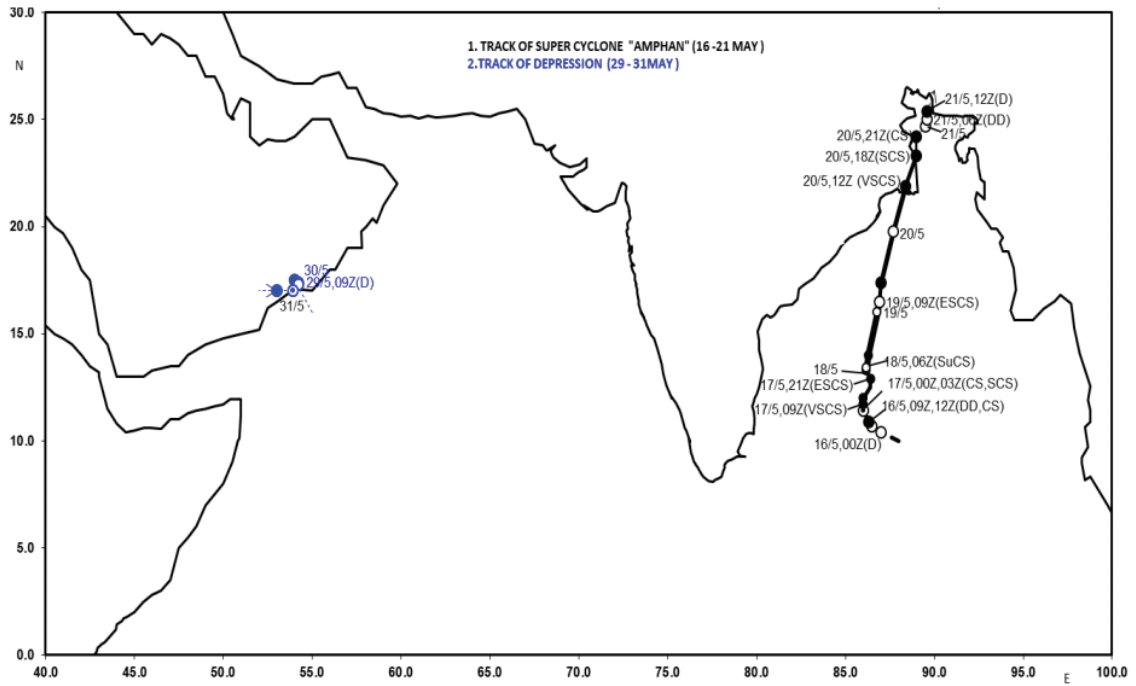 30.0
N
1. TRACK OF SUPER CYCLONE "AMPHAN" (16 -21 MAY )
2.TRACK OF DEPRESSION (29 - 31MAY )
25.0
20.0
15.0
10.0
5.0
0.0
21/5,12Z(D)
21/5,06Z(DD)
21/5
20/5,21Z(CS)
20/5,18Z(SCS)
20/5,12Z (VSCS)
20/5
30/5
29/5,09Z(D)
31/5
19/5,09Z(ESCS)
19/5
18/5,06Z(SuCS)
18/5
17/5,21Z(ESCS)
17/5,00Z,03Z(CS,SCS)
17/5,09Z(VSCS)
16/5,09Z,12Z(DD,CS)
16/5,00Z(D)
40.0 45.0 50.0 55.0 60.0 65.0 70.0 75.0 80.0 85.0 90.0 95.0 100.0
E